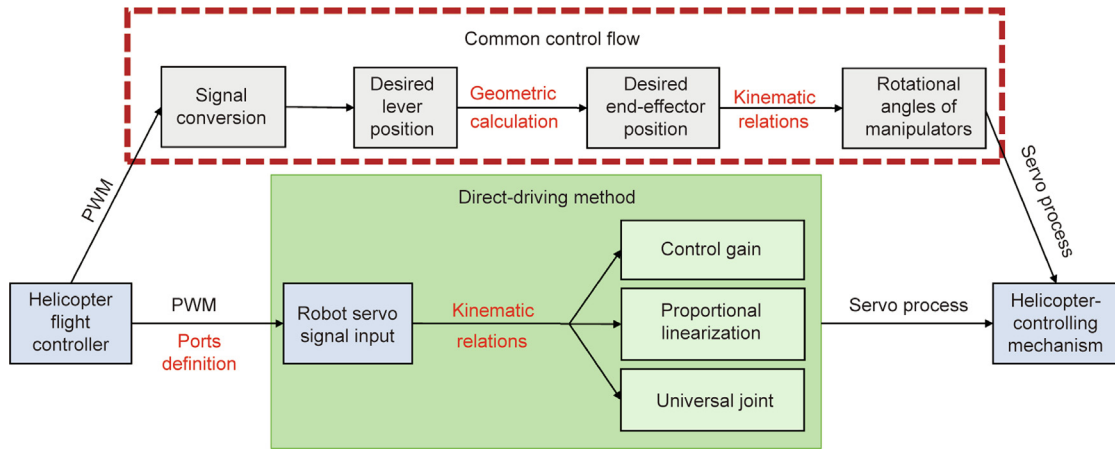 Common control flow
Signal
conversion
Desired
lever
position
Geometric
calculation
Desired
end-effector
position
Kinematic
relations
Rotational
angles of
manipulators
PWM
Servo process
Direct-driving method
Helicopter
flight
controller
PWM
Ports
definition
Robot servo
signal input
Kinematic
relations
Control gain
Proportional
linearization
Universal joint
Servo process
Helicopter-
controlling
mechanism